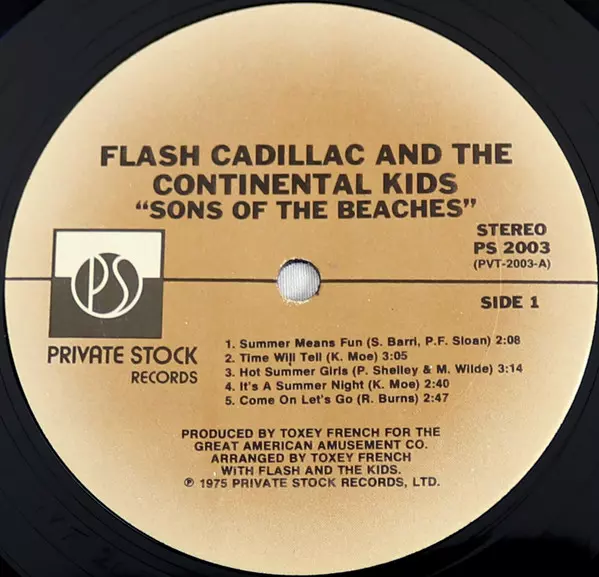 FLASH CADILLAC AND THE
CONTINENTAL KIDS
"SONS OF THE BEACHES"
STEREO
PS 2003
(PVT-2003-A)
PS
SIDE 1
PRIVATE STOCK
RECORDS
1. Summer Means Fun (S. Barri, P.F. Sloan) 2:08
2. Time Will Tell (K. Moe) 3:05
3. Hot Summer Girls (P. Shelley & M. Wilde) 3:14
4. It's A Summer Night (K. Moe) 2:40
5. Come On Let's Go (R. Burns) 2:47
PRODUCED BY TOXEY FRENCH FOR THE
GREAT AMERICAN AMUSEMENT CO.
ARRANGED BY TOXEY FRENCH
WITH FLASH AND THE KIDS.
℗ 1975 PRIVATE STOCK RECORDS, LTD.